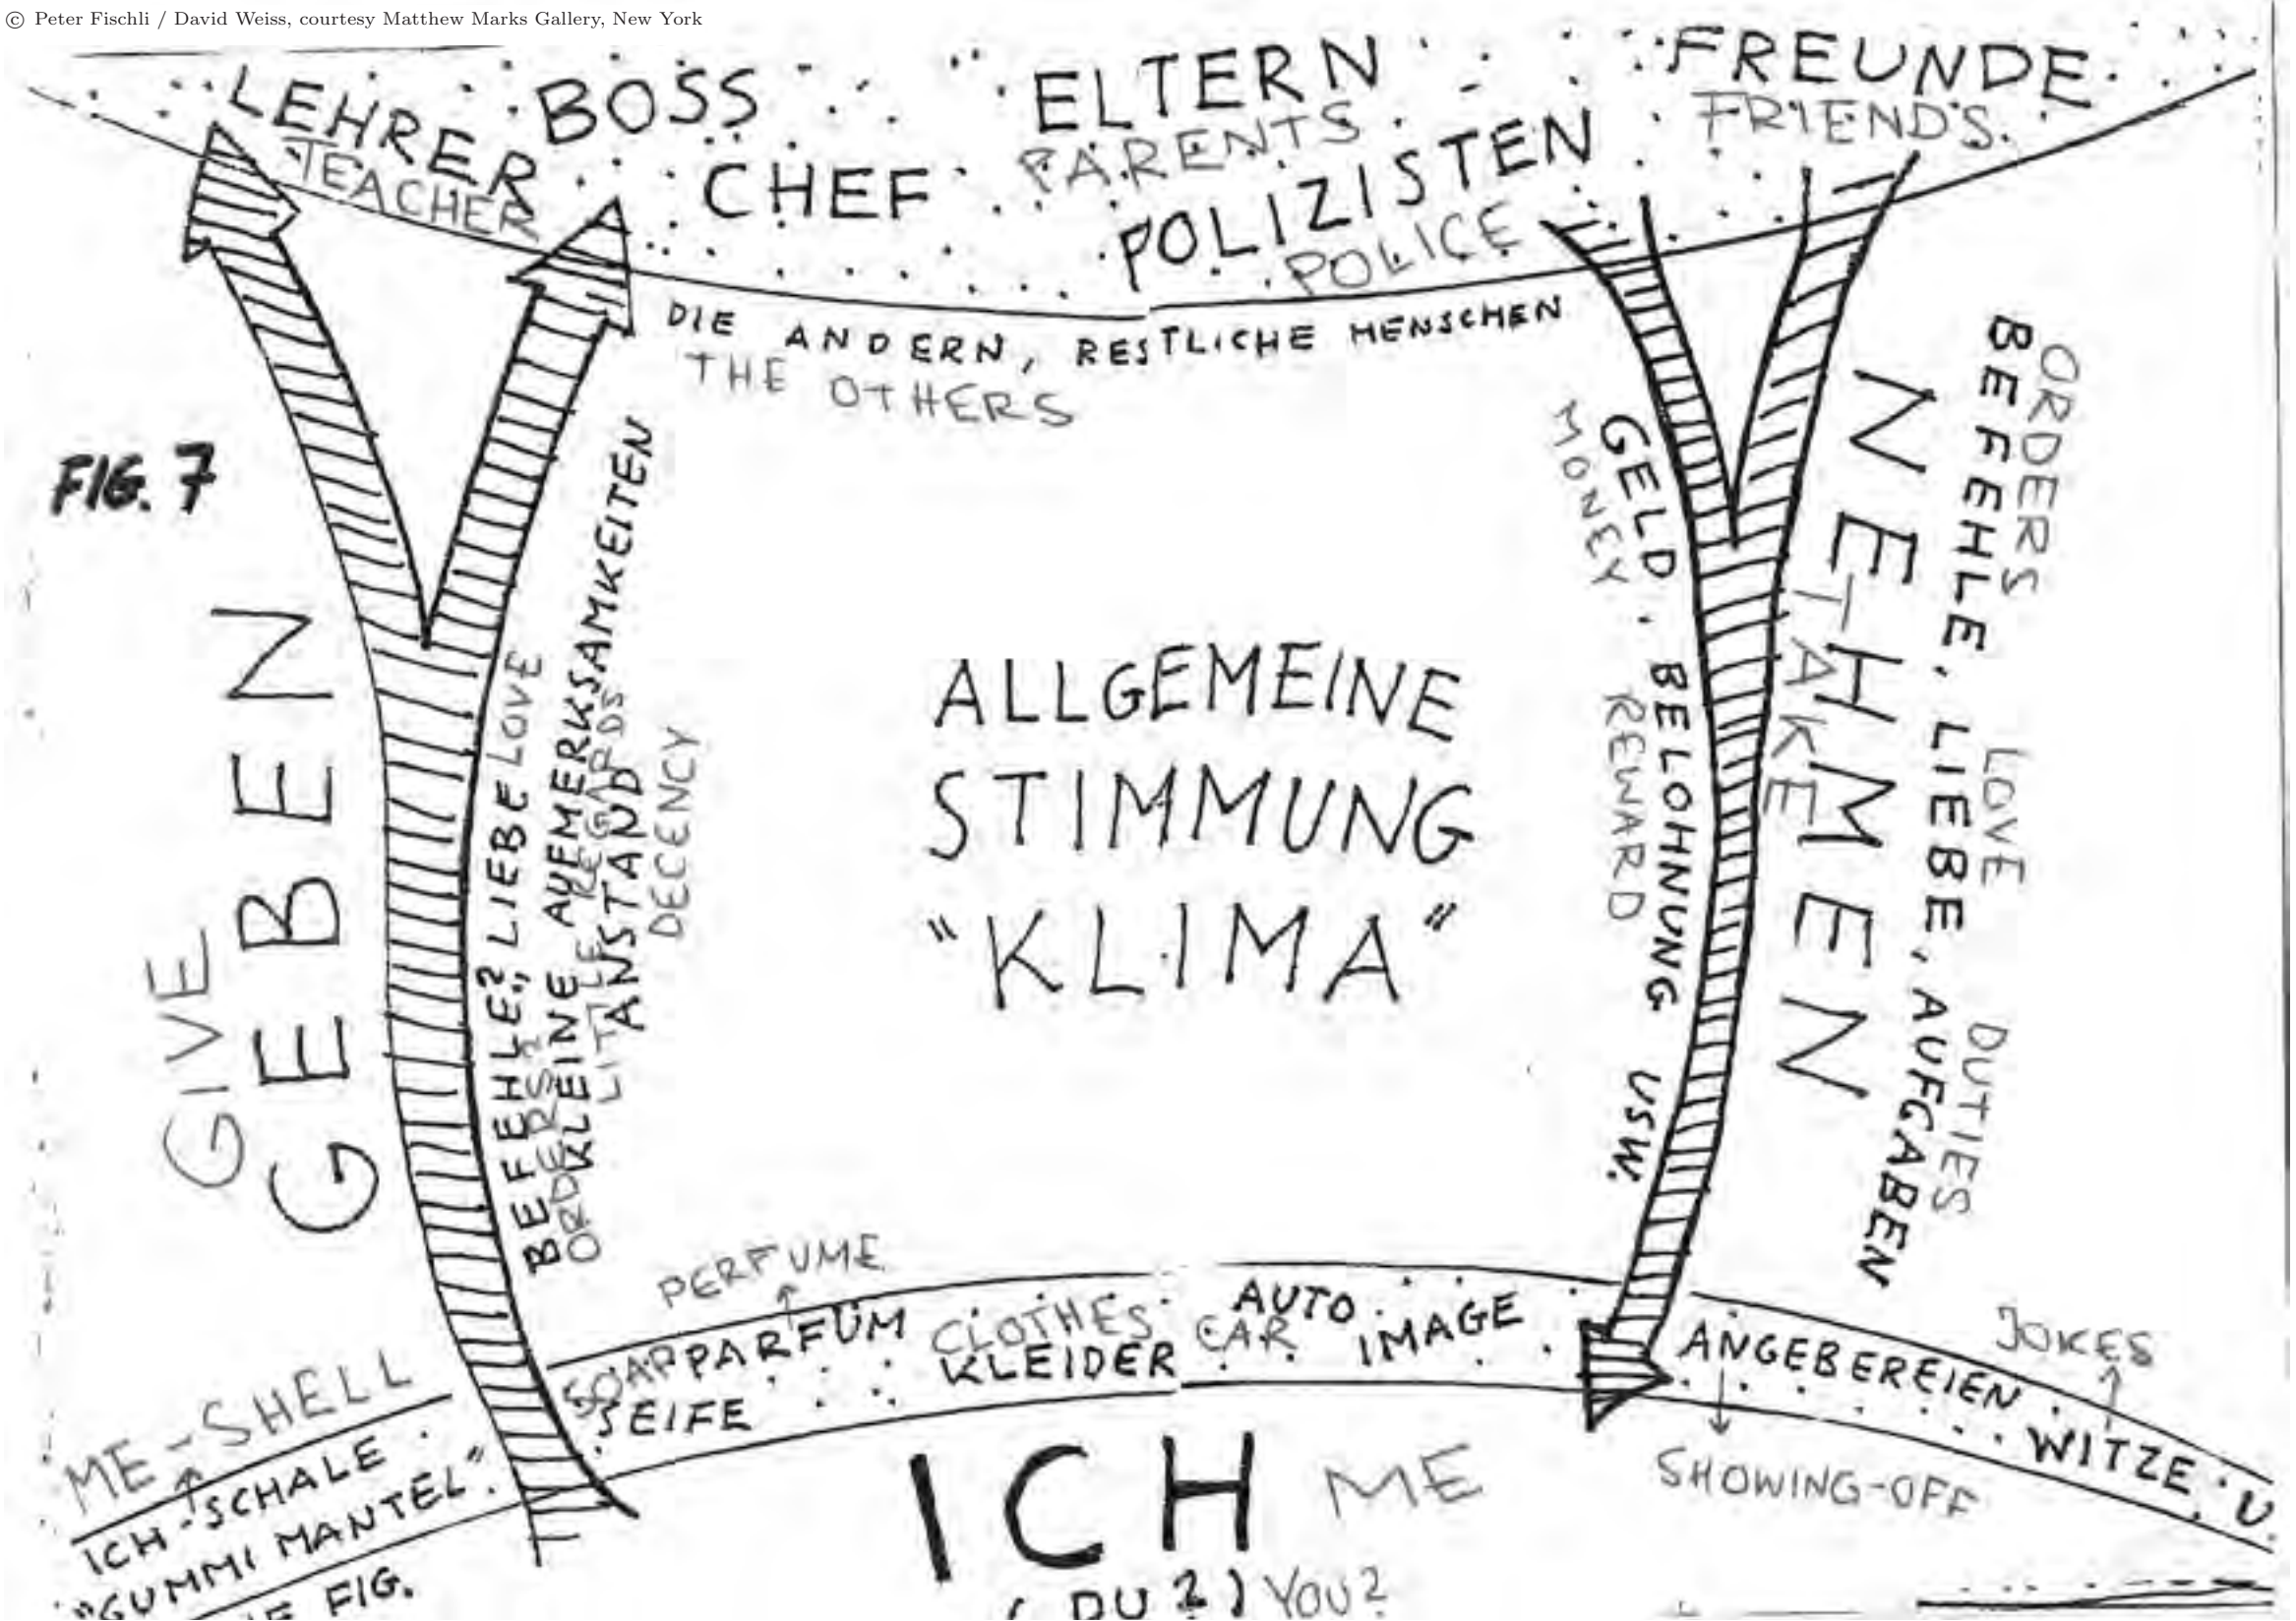 © Peter Fischli / David Weiss, courtesy Matthew Marks Gallery, New York
LEHRER
TEACHER
BOSS
CHEF
ELTERN
PARENTS
POLIZISTEN
POLICE
FREUNDE
FRIENDS
DIE ANDERN, RESTLICHE MENSCHEN
THE OTHERS
FIG. 7
GIVE
GEBEN
BEFEHLE?, LIEBE LOVE
ORDERS?
KLEINE AUFMERKSAMKEITEN
LITTLE REGARDS
ANSTAND
DECENCY
ALLGEMEINE
STIMMUNG
"KLIMA"
MONEY
GELD. BELOHNUNG USW.
REWARD
TAKE
NEHMEN
BEFEHLE, LIEBE, AUFGABEN
ORDERS LOVE DUTIES
PERFUME
SOAP PARFÜM
SEIFE
CLOTHES
KLEIDER
AUTO
CAR
IMAGE
ANGEBEREIEN
SHOWING-OFF
JOKES
WITZE U.
ME-SHELL
ICH-SCHALE
"GUMMI MANTEL"
FIG.
ICH ME
(DU?) YOU?